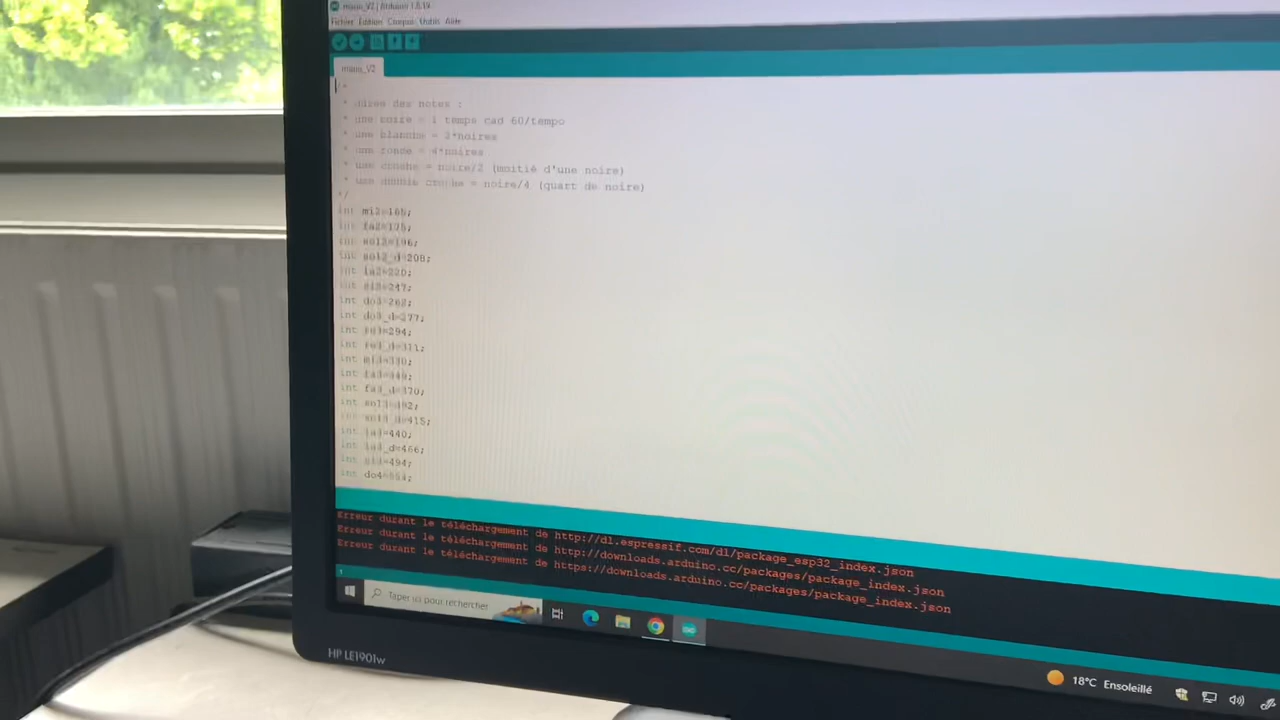 mario_V2 | Arduino 1.8.19
Fichier Édition Croquis Outils Aide
mario_V2
/*
* durée des notes :
* une noire = 1 temps cad 60/tempo
* une blanche = 2*noires
* une ronde = 4*noires
* une croche = noire/2 (moitié d'une noire)
* une double croche = noire/4 (quart de noire)
*/
int mi2=165;
int fa2=175;
int sol2=196;
int sol2_d=208;
int la2=220;
int si2=247;
int do3=262;
int do3_d=277;
int re3=294;
int re3_d=311;
int mi3=330;
int fa3=349;
int fa3_d=370;
int sol3=392;
int sol3_d=415;
int la3=440;
int la3_d=466;
int si3=494;
int do4=554;
Erreur durant le téléchargement de http://dl.espressif.com/dl/package_esp32_index.json
Erreur durant le téléchargement de http://downloads.arduino.cc/packages/package_index.json
Erreur durant le téléchargement de https://downloads.arduino.cc/packages/package_index.json
1
Taper ici pour rechercher
18°C Ensoleillé
HP LE1901w